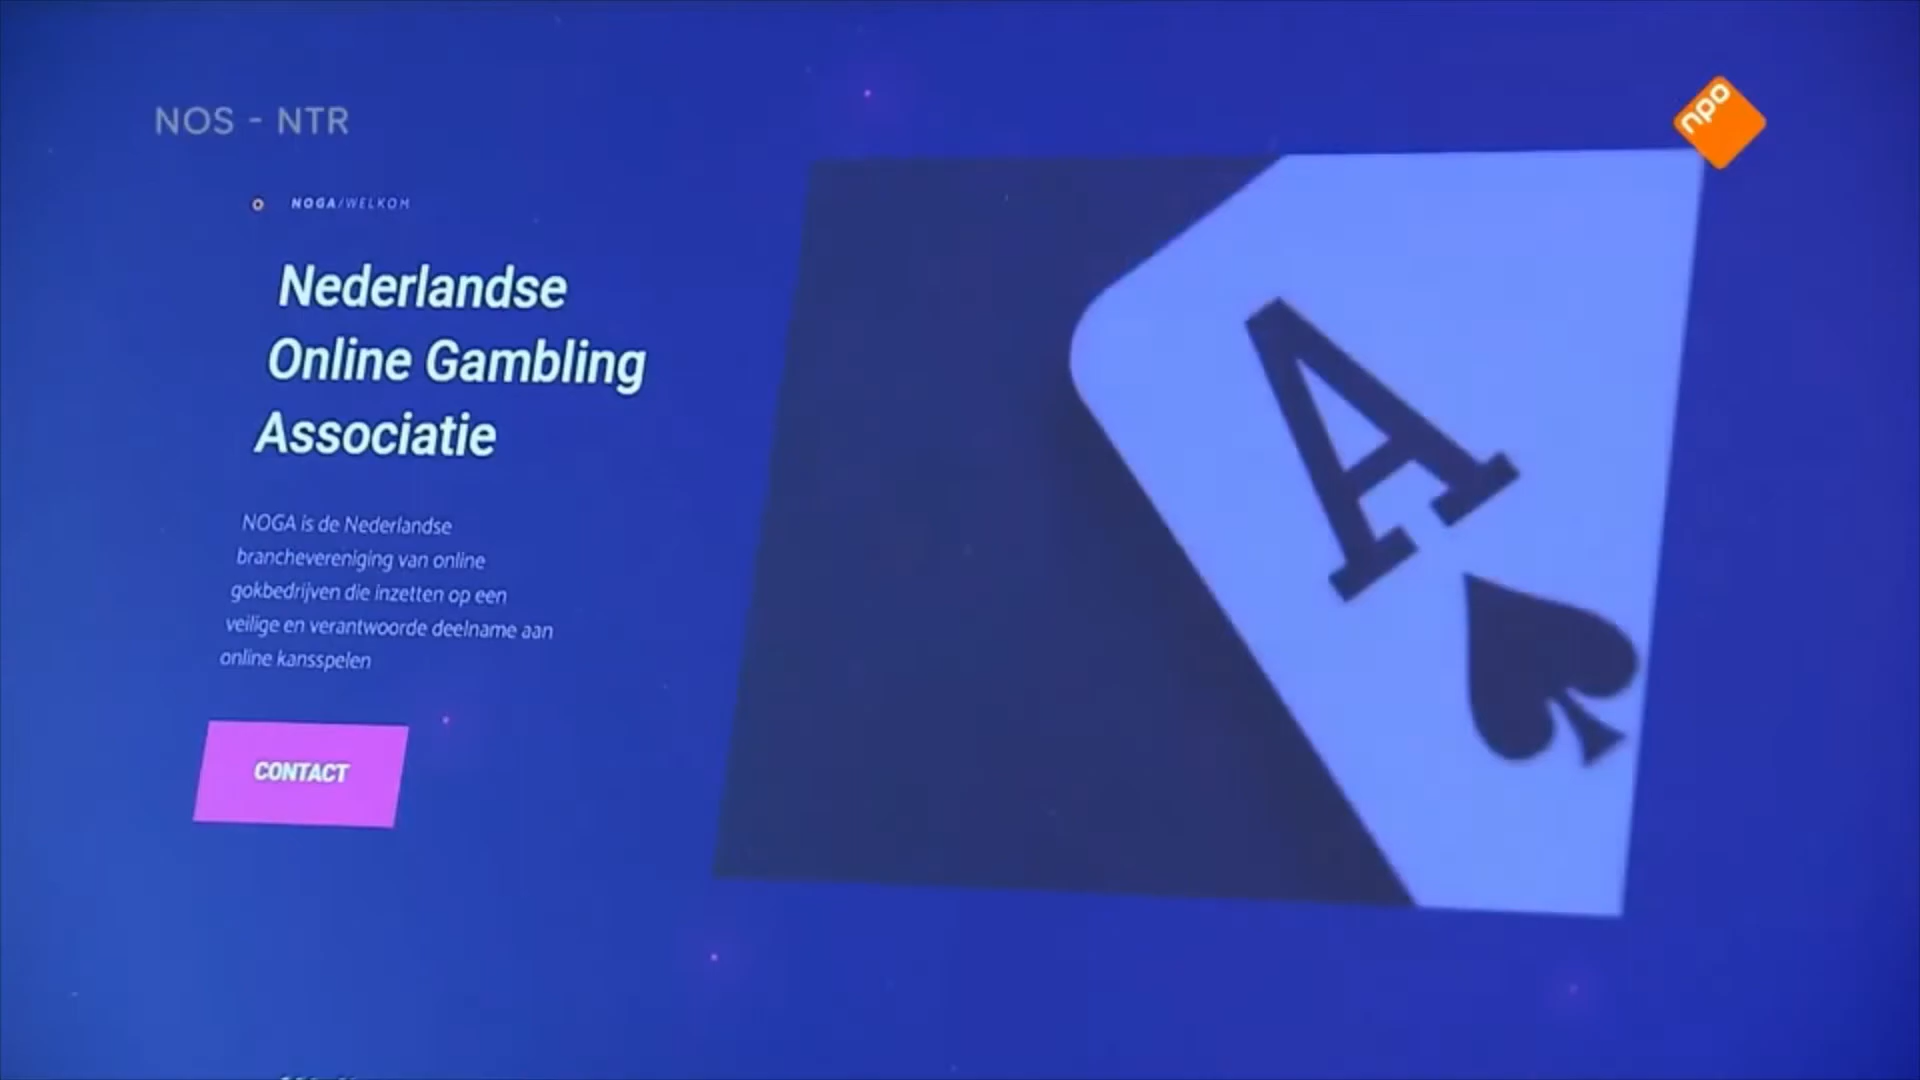 NOS - NTR
npo
NOGA/WELKOM
Nederlandse
Online Gambling
Associatie
NOGA is de Nederlandse
branchevereniging van online
gokbedrijven die inzetten op een
veilige en verantwoorde deelname aan
online kansspelen
CONTACT
A